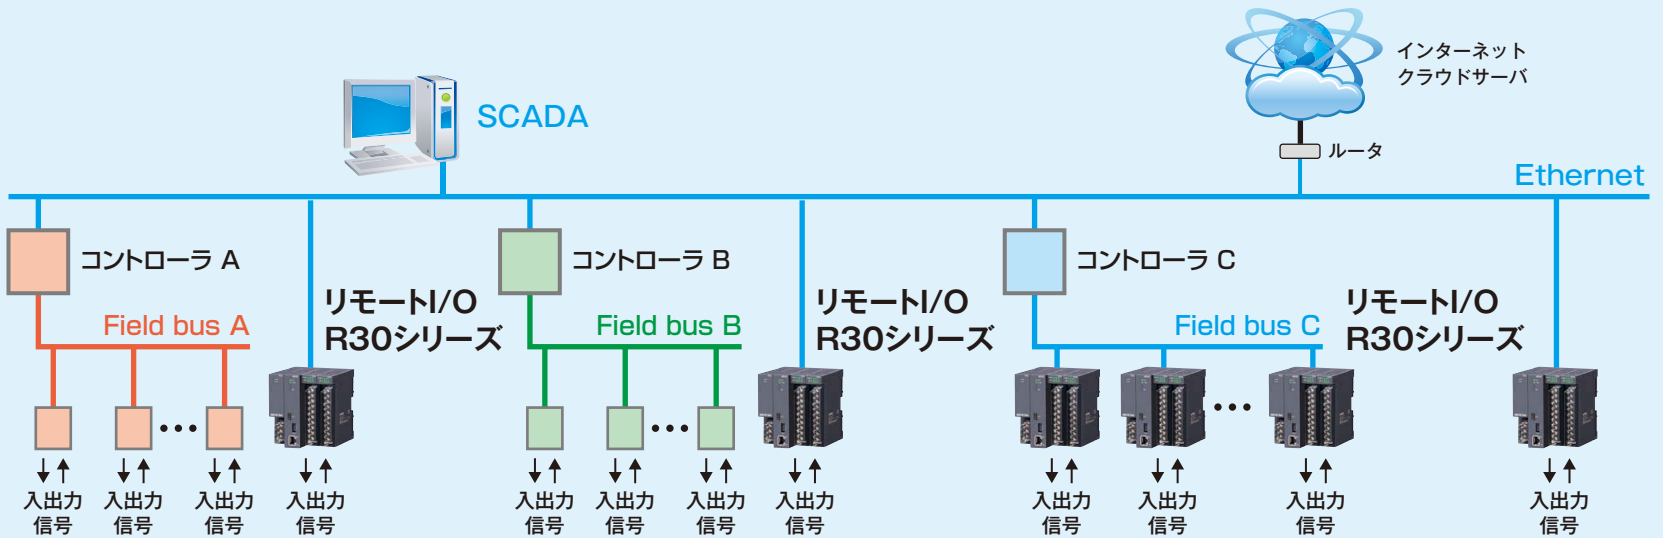 インターネット
クラウドサーバ
SCADA
ルータ
Ethernet
コントローラ A
コントローラ B
コントローラ C
リモートI/O
R30シリーズ
リモートI/O
R30シリーズ
リモートI/O
R30シリーズ
Field bus A
Field bus B
Field bus C
入出力
信号
入出力
信号
入出力
信号
入出力
信号
入出力
信号
入出力
信号
入出力
信号
入出力
信号
入出力
信号
入出力
信号
入出力
信号
入出力
信号